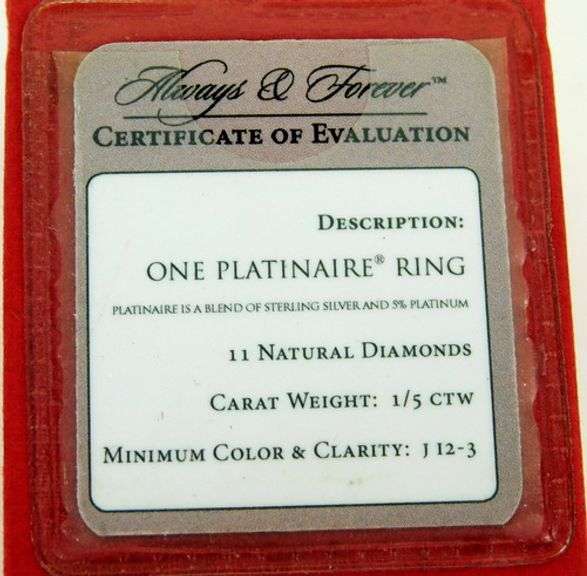 Always & Forever™
CERTIFICATE OF EVALUATION
DESCRIPTION:
ONE PLATINAIRE® RING
PLATINAIRE IS A BLEND OF STERLING SILVER AND 5% PLATINUM
11 NATURAL DIAMONDS
CARAT WEIGHT: 1/5 CTW
MINIMUM COLOR & CLARITY: J I2-3